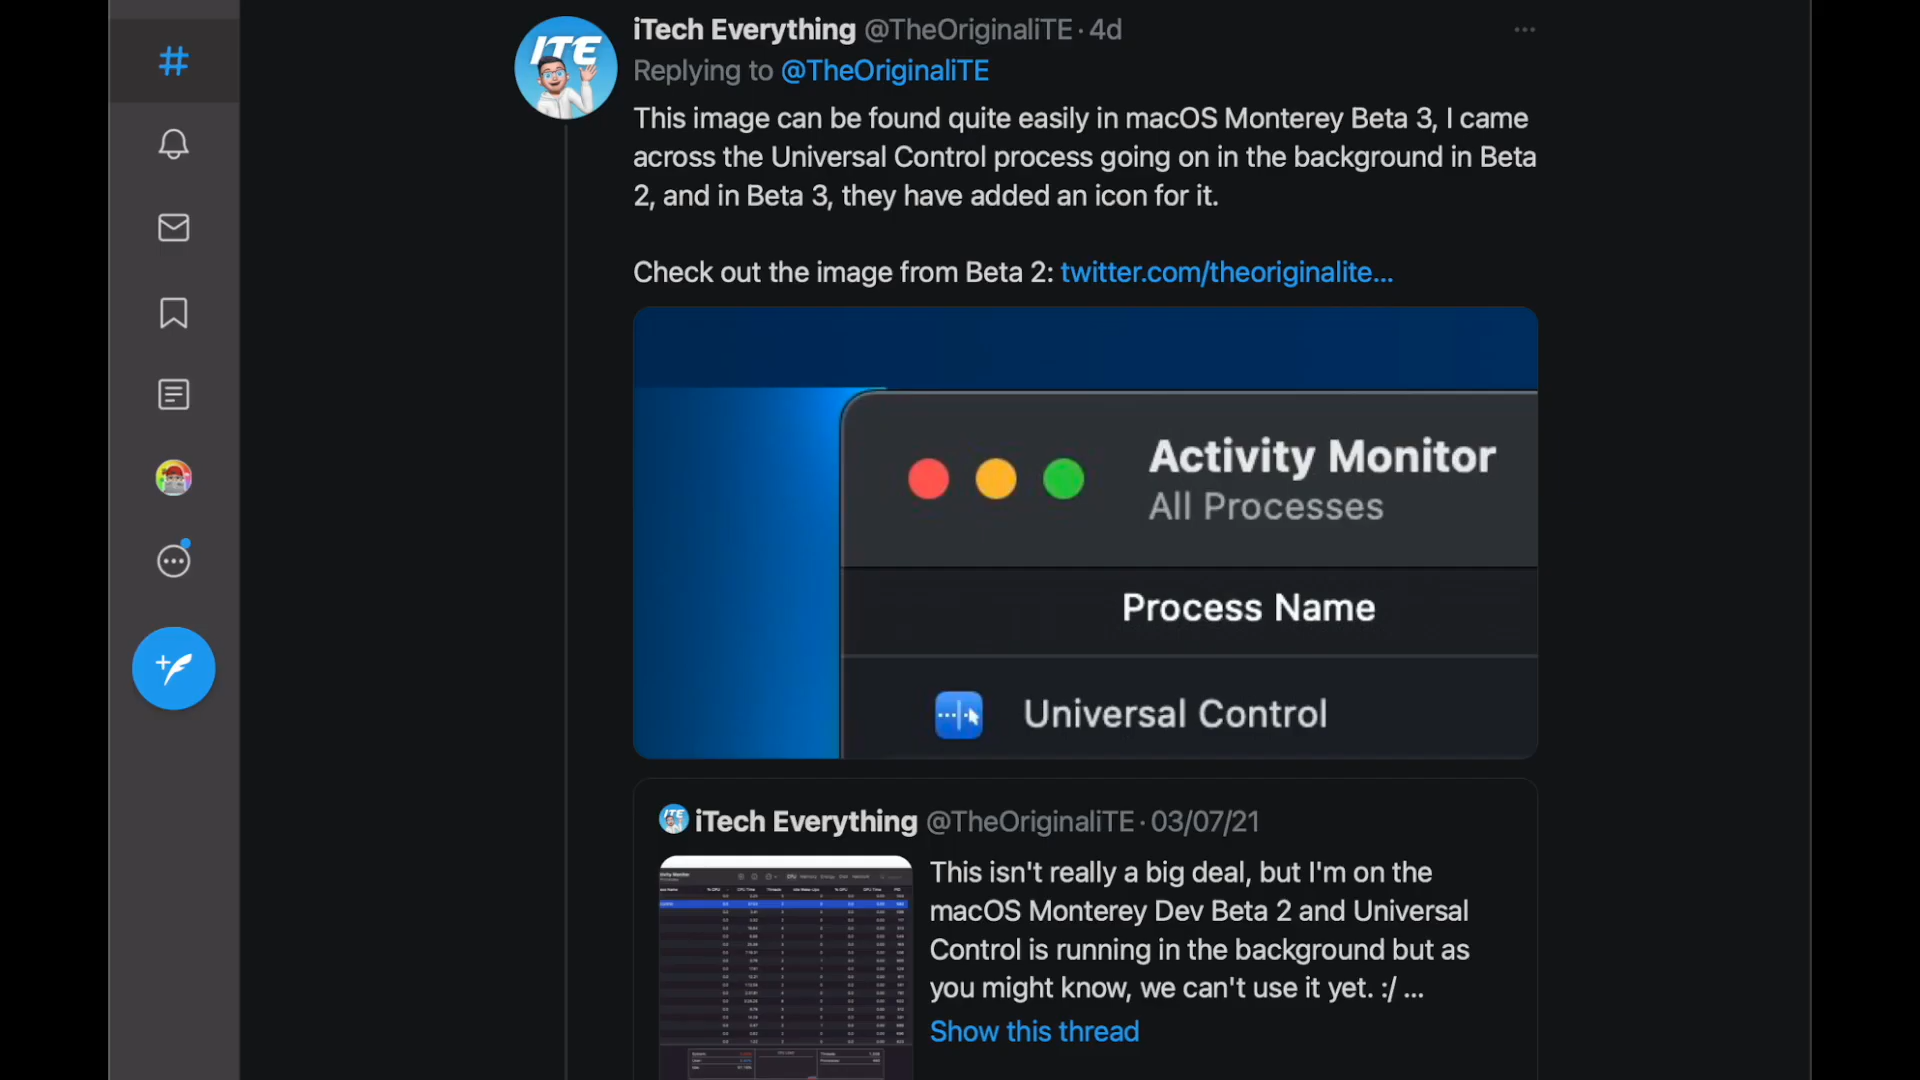 iTech Everything @TheOriginaliTE · 4d
Replying to @TheOriginaliTE
This image can be found quite easily in macOS Monterey Beta 3, I came
across the Universal Control process going on in the background in Beta
2, and in Beta 3, they have added an icon for it.
Check out the image from Beta 2: twitter.com/theoriginalite...
Activity Monitor
All Processes
Process Name
Universal Control
iTech Everything @TheOriginaliTE · 03/07/21
This isn't really a big deal, but I'm on the
macOS Monterey Dev Beta 2 and Universal
Control is running in the background but as
you might know, we can't use it yet. :/ ...
Show this thread
ITE